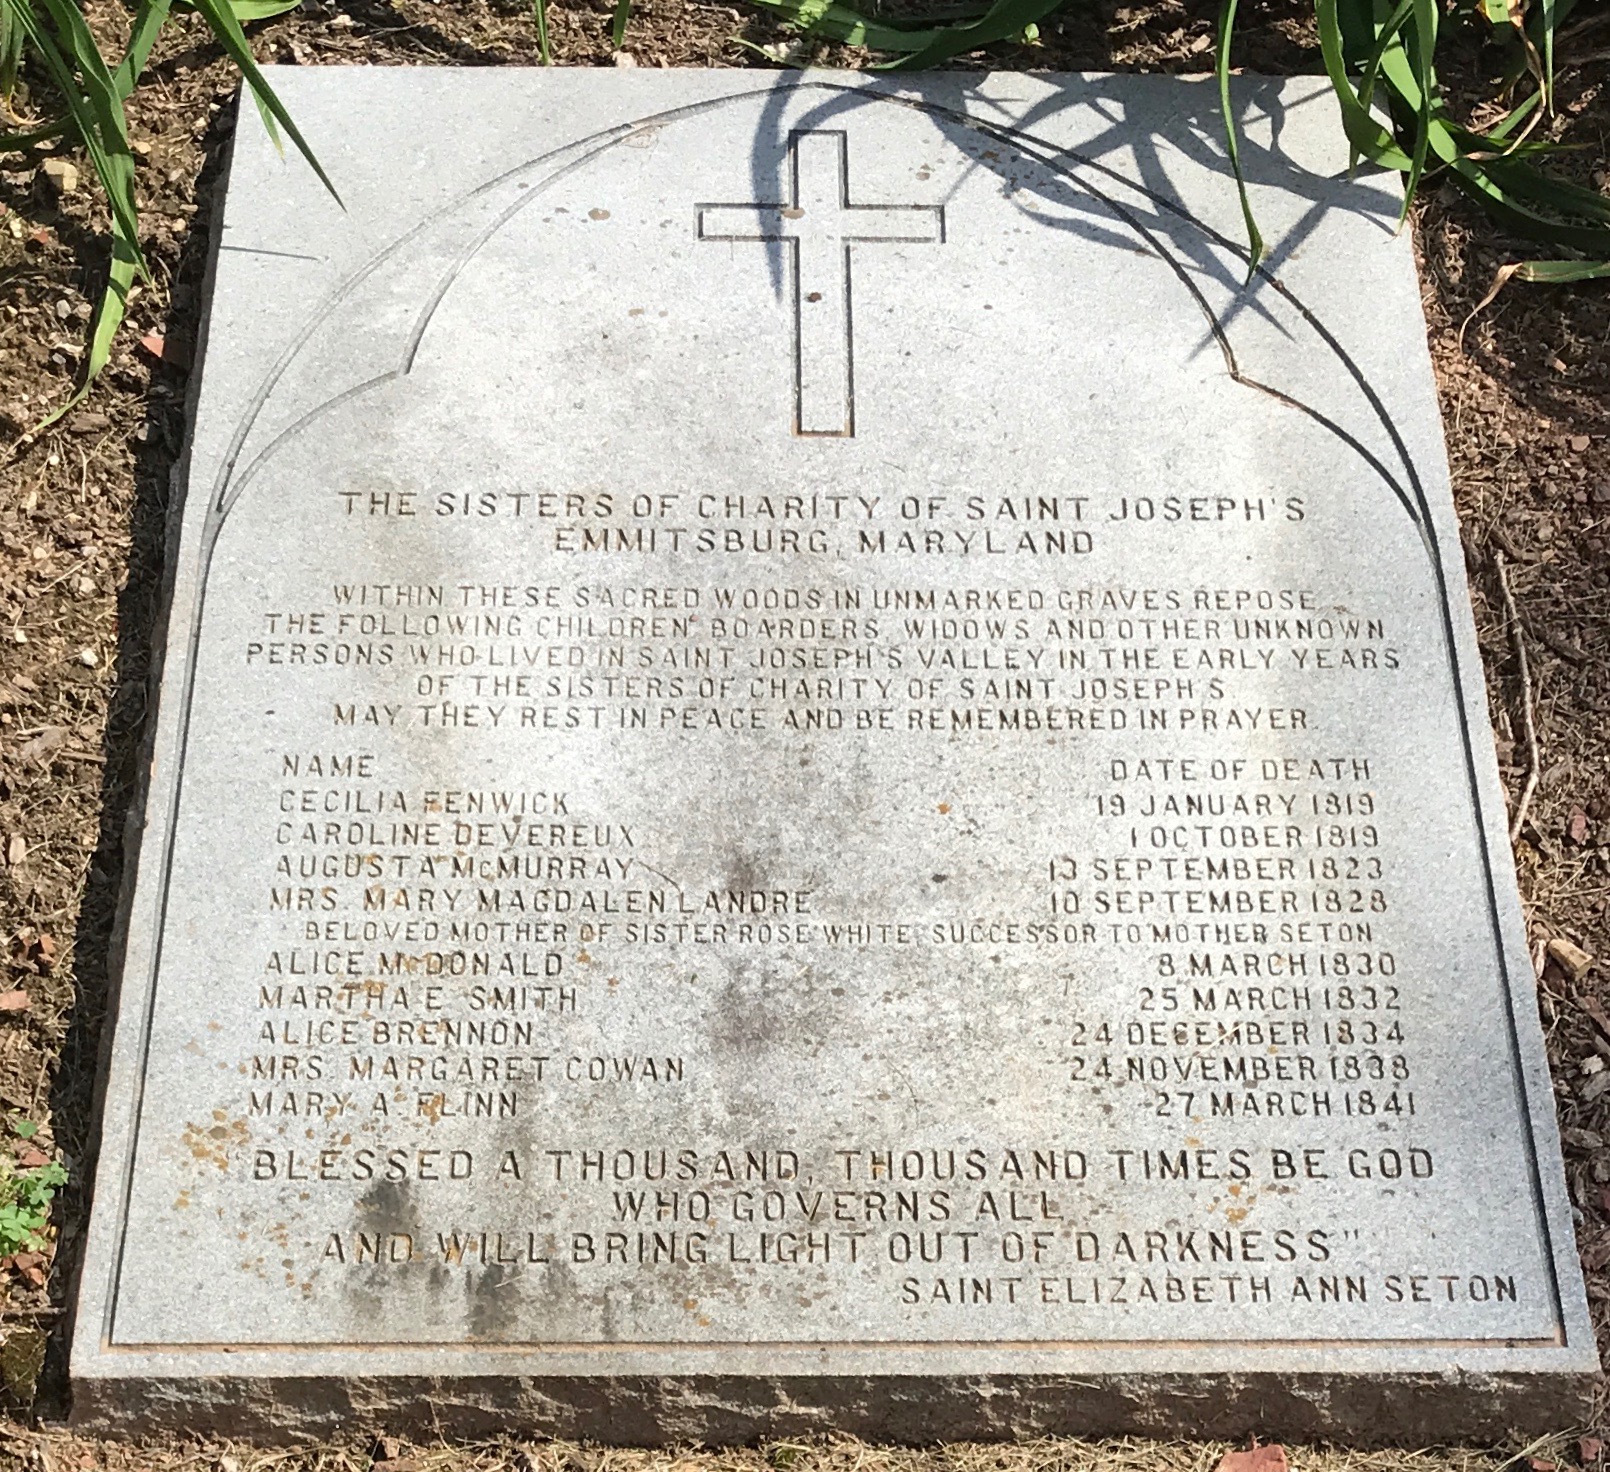 THE SISTERS OF CHARITY OF SAINT JOSEPH'S
EMMITSBURG, MARYLAND
WITHIN THESE SACRED WOODS IN UNMARKED GRAVES REPOSE
THE FOLLOWING CHILDREN, BOARDERS, WIDOWS AND OTHER UNKNOWN
PERSONS WHO LIVED IN SAINT JOSEPH'S VALLEY IN THE EARLY YEARS
OF THE SISTERS OF CHARITY OF SAINT JOSEPH'S.
MAY THEY REST IN PEACE AND BE REMEMBERED IN PRAYER.
NAME DATE OF DEATH
CECILIA FENWICK 19 JANUARY 1819
CAROLINE DEVEREUX 1 OCTOBER 1819
AUGUSTA McMURRAY 13 SEPTEMBER 1823
MRS. MARY MAGDALEN LANDRE 10 SEPTEMBER 1828
BELOVED MOTHER OF SISTER ROSE WHITE, SUCCESSOR TO MOTHER SETON
ALICE McDONALD 8 MARCH 1830
MARTHA E. SMITH 25 MARCH 1832
ALICE BRENNON 24 DECEMBER 1834
MRS. MARGARET COWAN 24 NOVEMBER 1838
MARY A. FLINN 27 MARCH 1841
"BLESSED A THOUSAND, THOUSAND TIMES BE GOD
WHO GOVERNS ALL
AND WILL BRING LIGHT OUT OF DARKNESS"
SAINT ELIZABETH ANN SETON